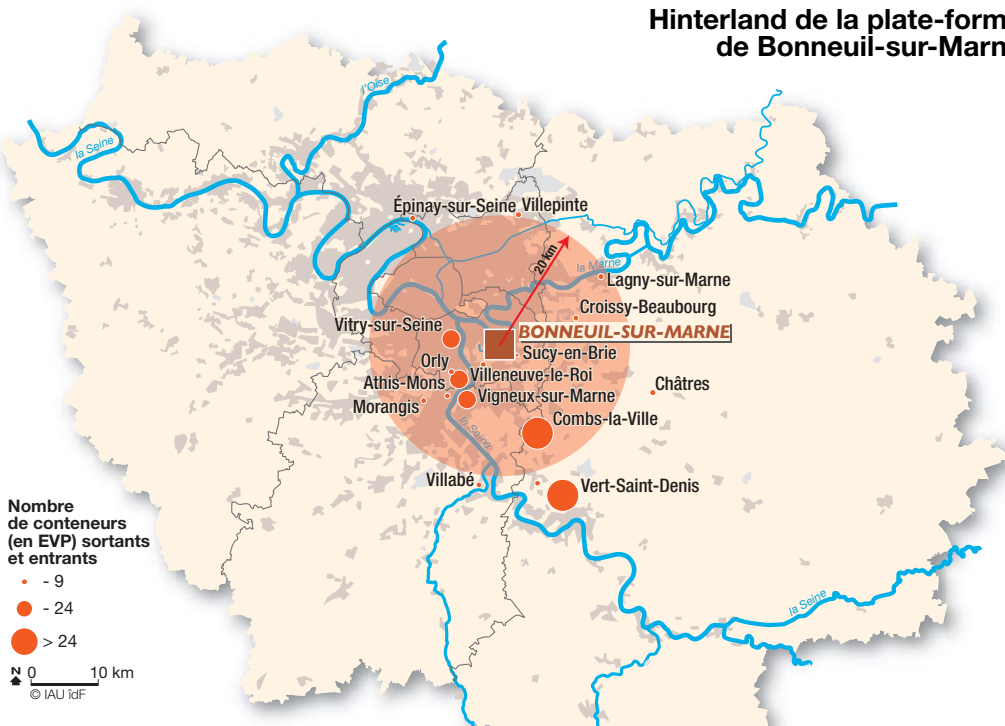 Hinterland de la plate-form
de Bonneuil-sur-Marn
l'Oise
la Seine
Épinay-sur-Seine
Villepinte
20 km
la Marne
Lagny-sur-Marne
Croissy-Beaubourg
Vitry-sur-Seine
BONNEUIL-SUR-MARNE
Sucy-en-Brie
Orly
Villeneuve-le-Roi
Athis-Mons
Châtres
Vigneux-sur-Marne
Morangis
Combs-la-Ville
la Seine
Villabé
Vert-Saint-Denis
Nombre
de conteneurs
(en EVP) sortants
et entrants
- 9
- 24
> 24
la Seine
N 0 10 km
© IAU îdF